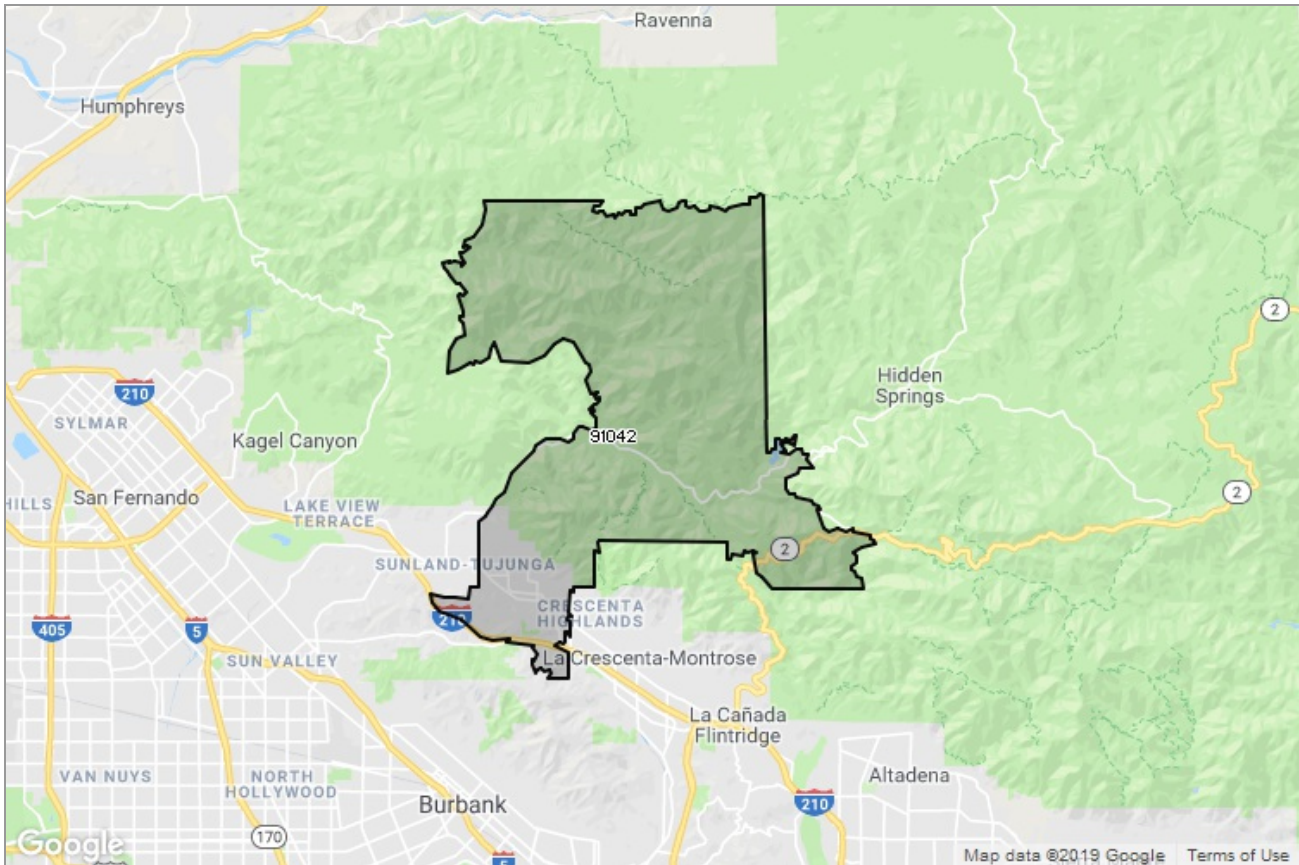 Ravenna
Humphreys
2
Hidden
Springs
210
SYLMAR
Kagel Canyon
91042
HILLS
San Fernando
LAKE VIEW
TERRACE
2
2
SUNLAND-TUJUNGA
CRESCENTA
HIGHLANDS
210
405
5
SUN VALLEY
La Crescenta-Montrose
La Cañada
Flintridge
VAN NUYS
NORTH
HOLLYWOOD
Burbank
Altadena
210
170
5
Google
Map data ©2019 Google
Terms of Use